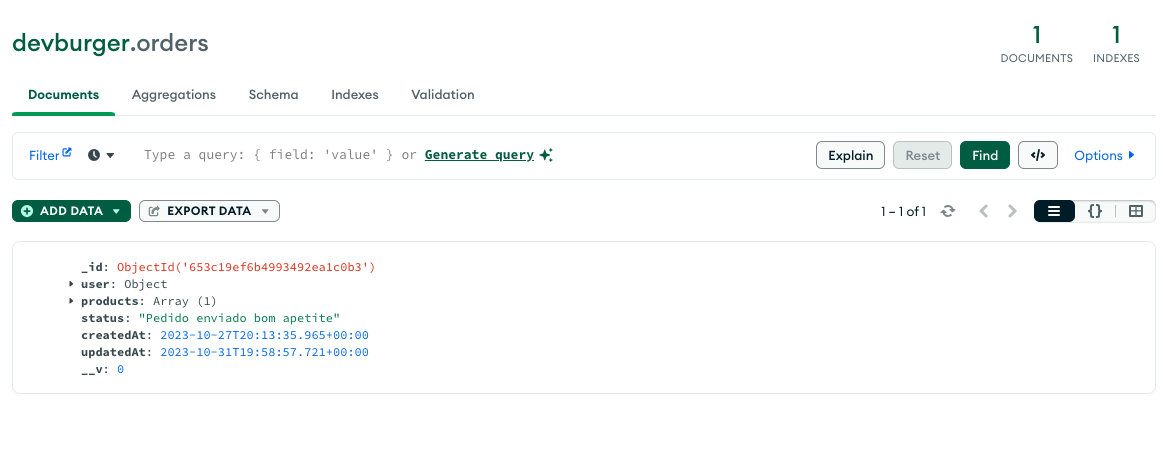 devburger.orders
1 1
DOCUMENTS INDEXES
Documents Aggregations Schema Indexes Validation
Filter Type a query: { field: 'value' } or Generate query Explain Reset Find </> Options
ADD DATA EXPORT DATA 1 – 1 of 1 {}
_id: ObjectId('653c19ef6b4993492ea1c0b3')
user: Object
products: Array (1)
status: "Pedido enviado bom apetite"
createdAt: 2023-10-27T20:13:35.965+00:00
updatedAt: 2023-10-31T19:58:57.721+00:00
__v: 0